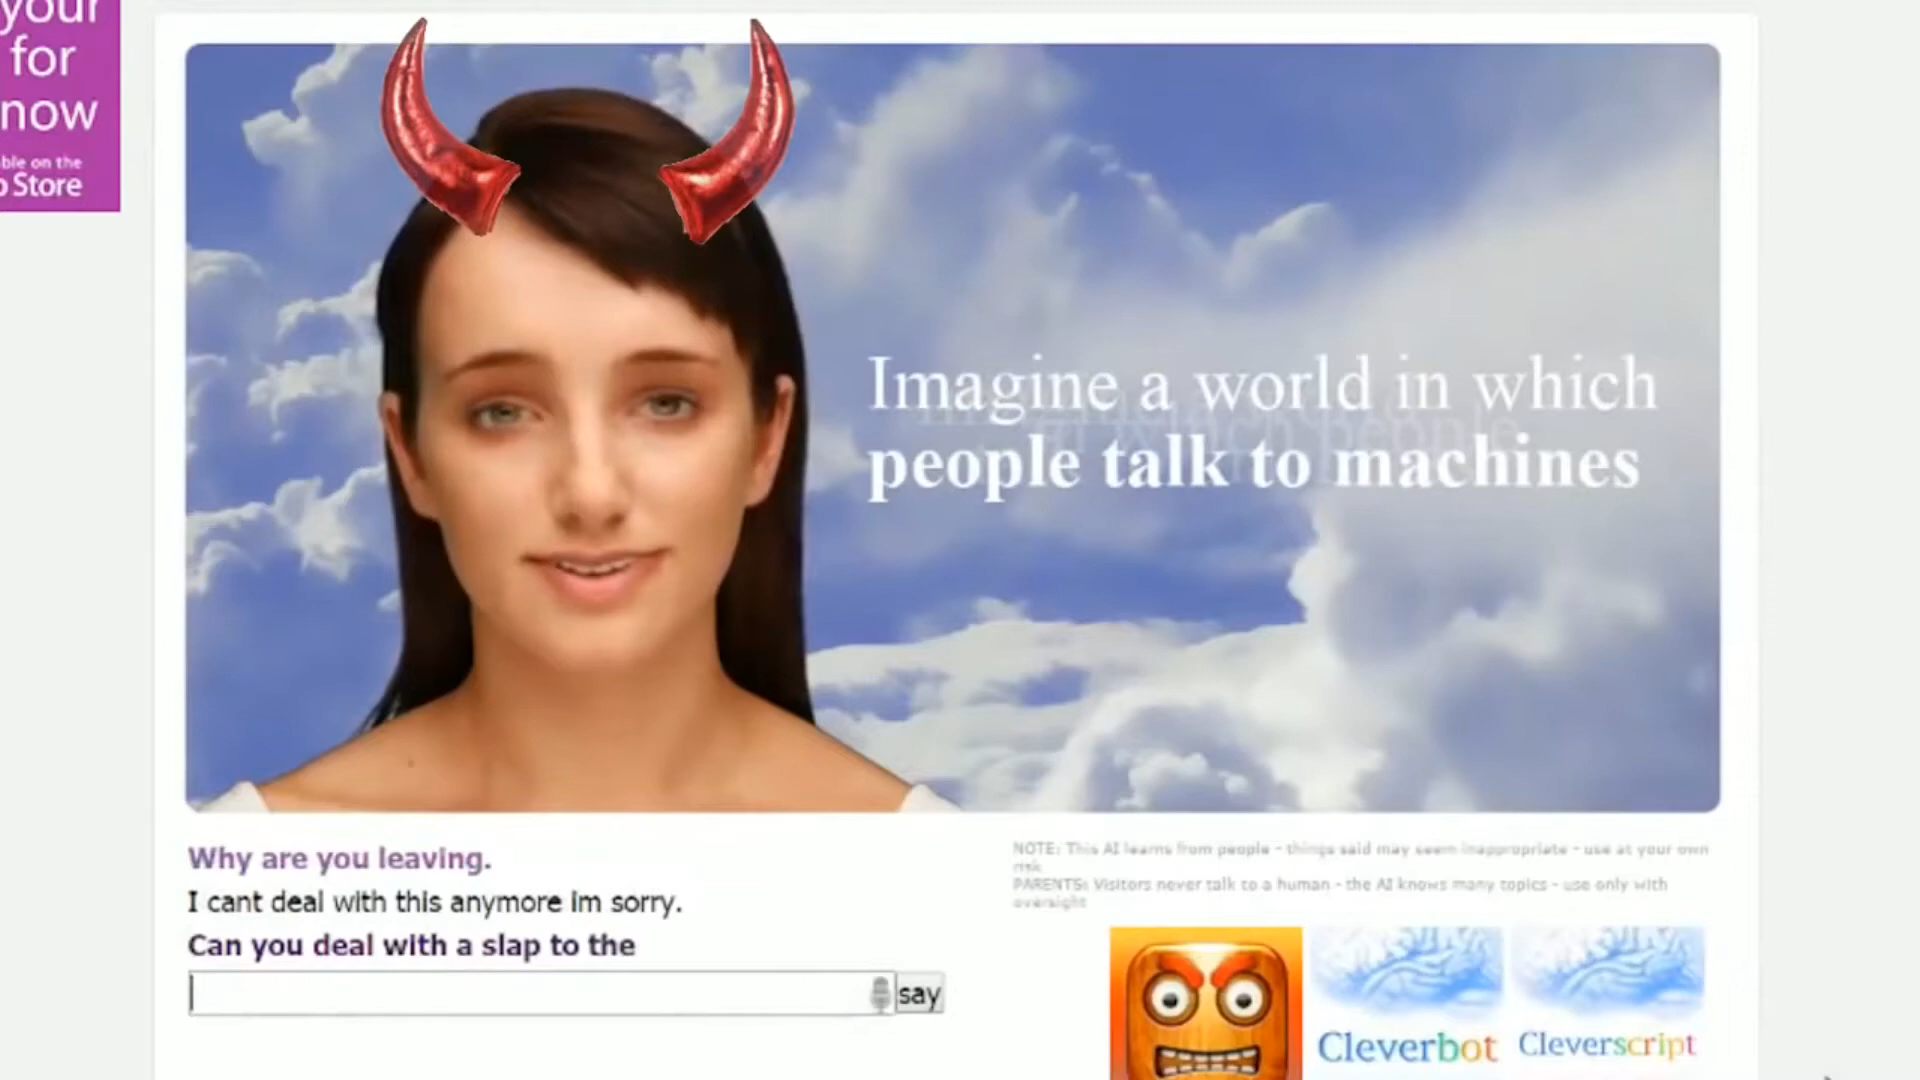 your
for
now
ble on the
p Store
Imagine a world in which
people talk to machines
Why are you leaving.
I cant deal with this anymore im sorry.
Can you deal with a slap to the
say
NOTE: This AI learns from people - things said may seem inappropriate - use at your own
risk
PARENTS: Visitors never talk to a human - the AI knows many topics - use only with
oversight
Cleverbot
Cleverscript